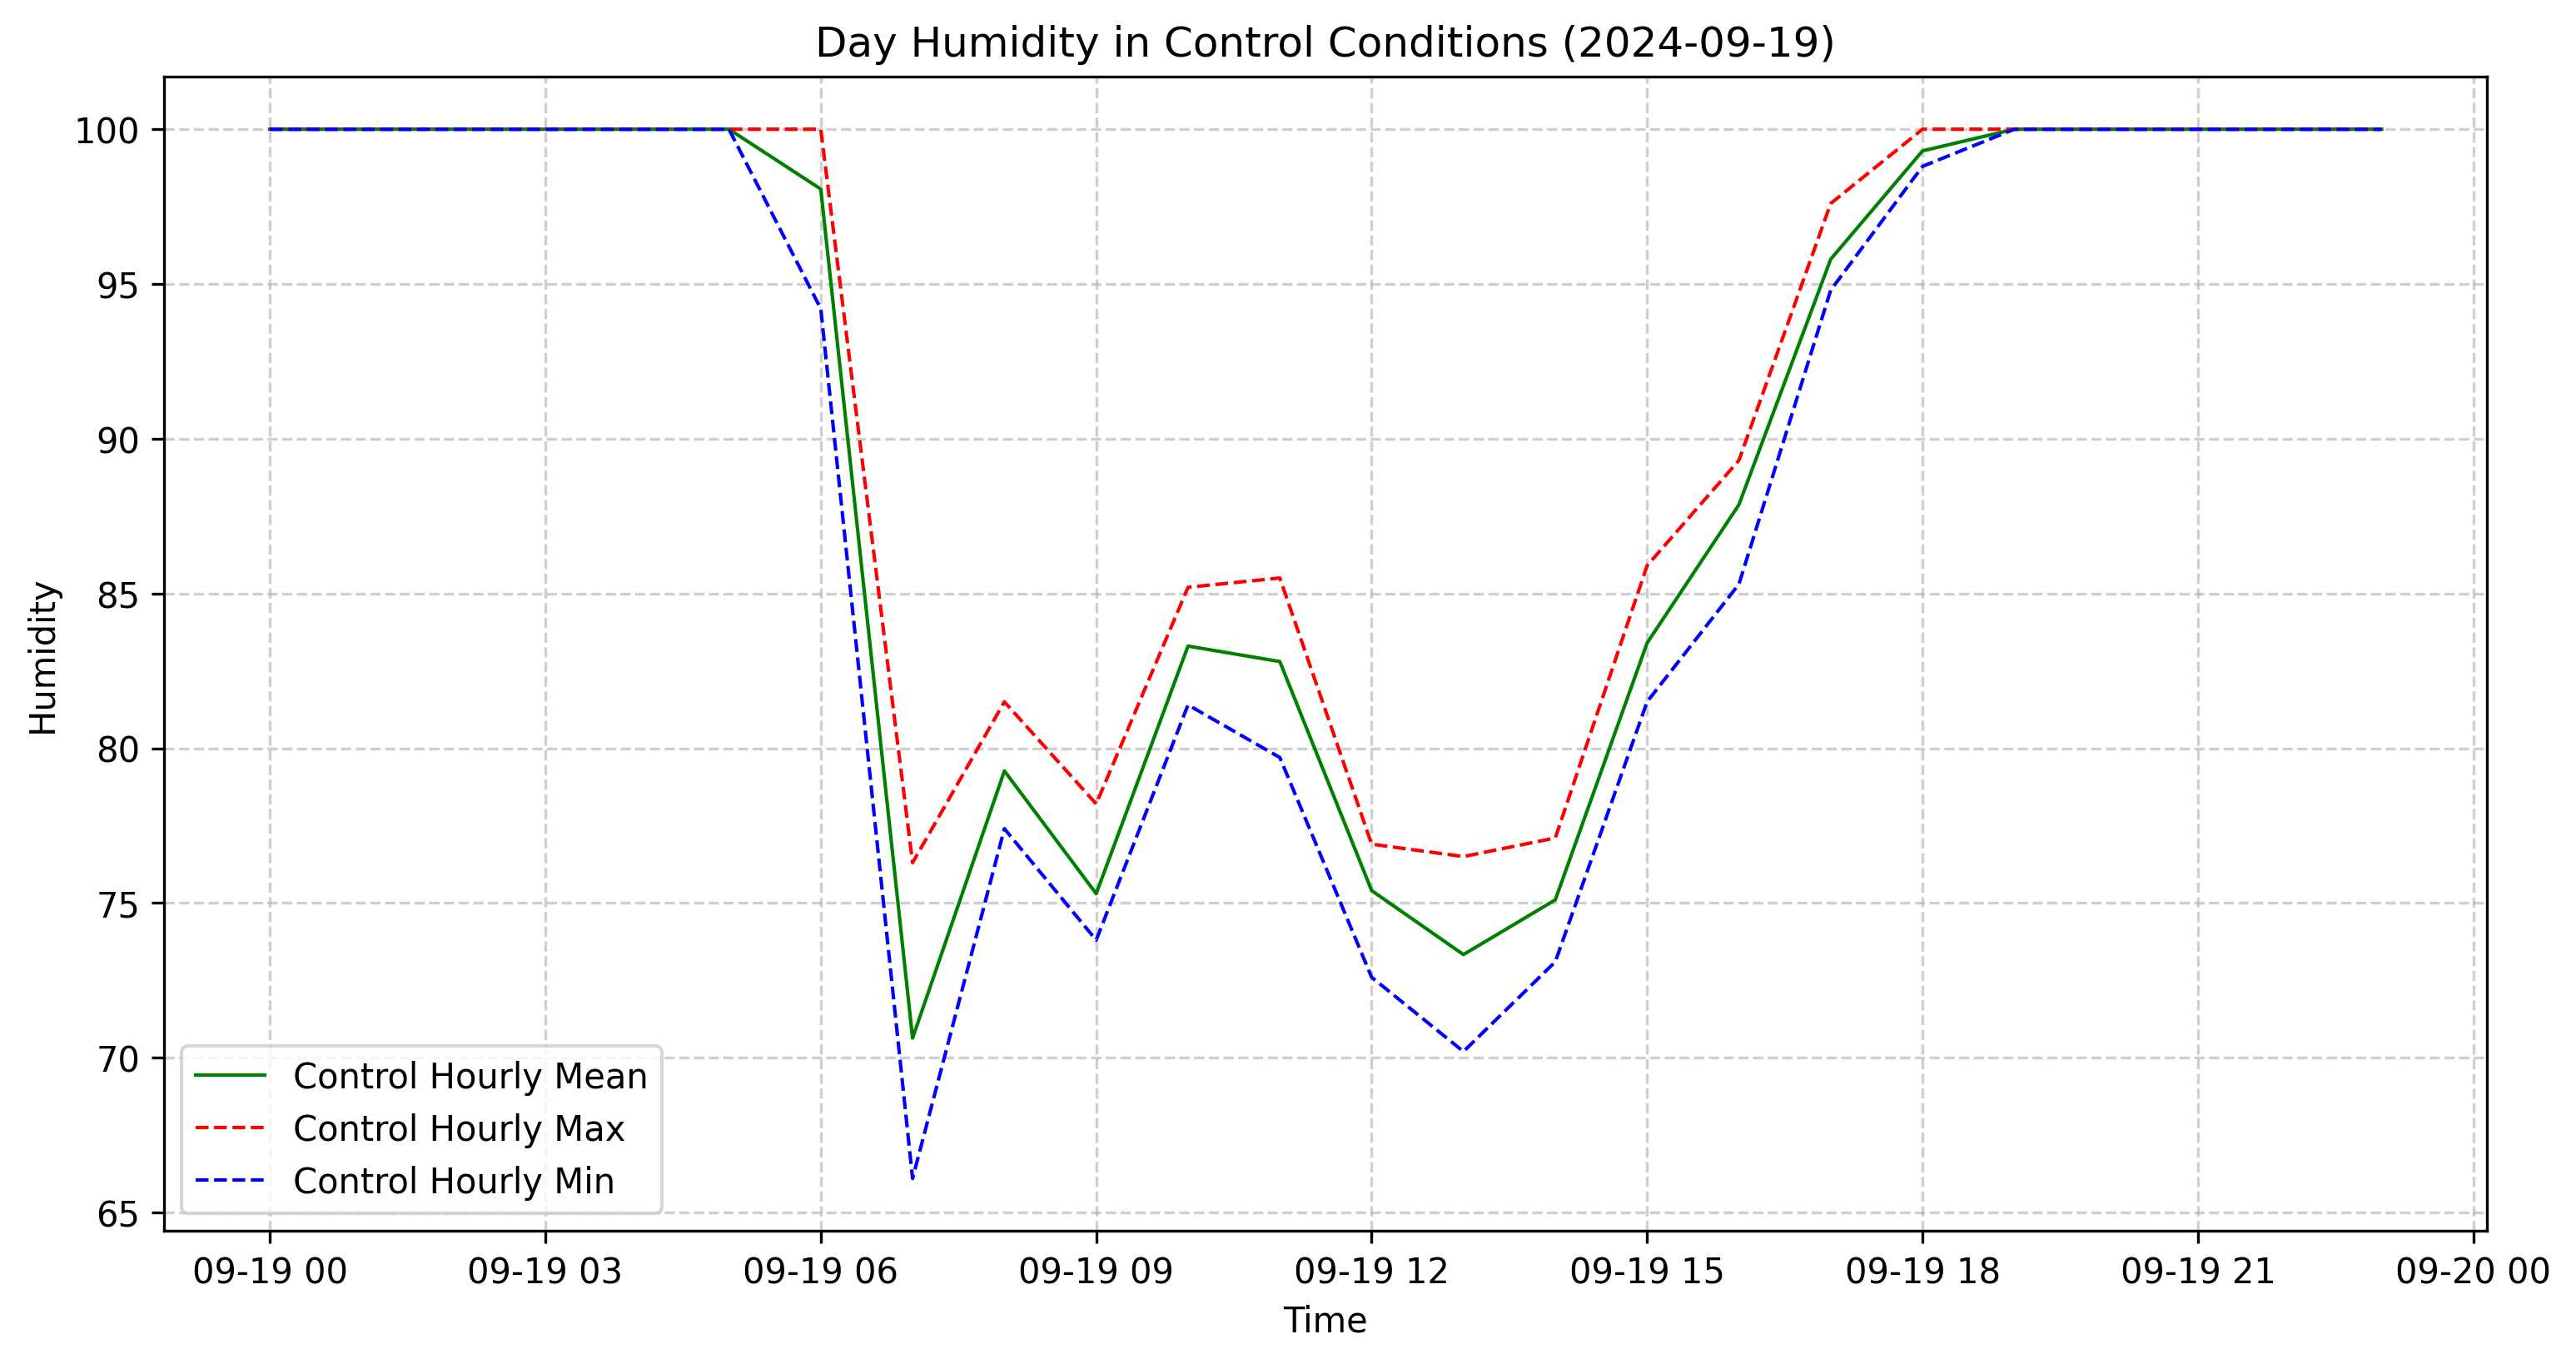 Day Humidity in Control Conditions (2024-09-19)
100
95
90
85
80
75
70
65
Humidity
Control Hourly Mean
Control Hourly Max
Control Hourly Min
09-19 00
09-19 03
09-19 06
09-19 09
09-19 12
09-19 15
09-19 18
09-19 21
09-20 00
Time